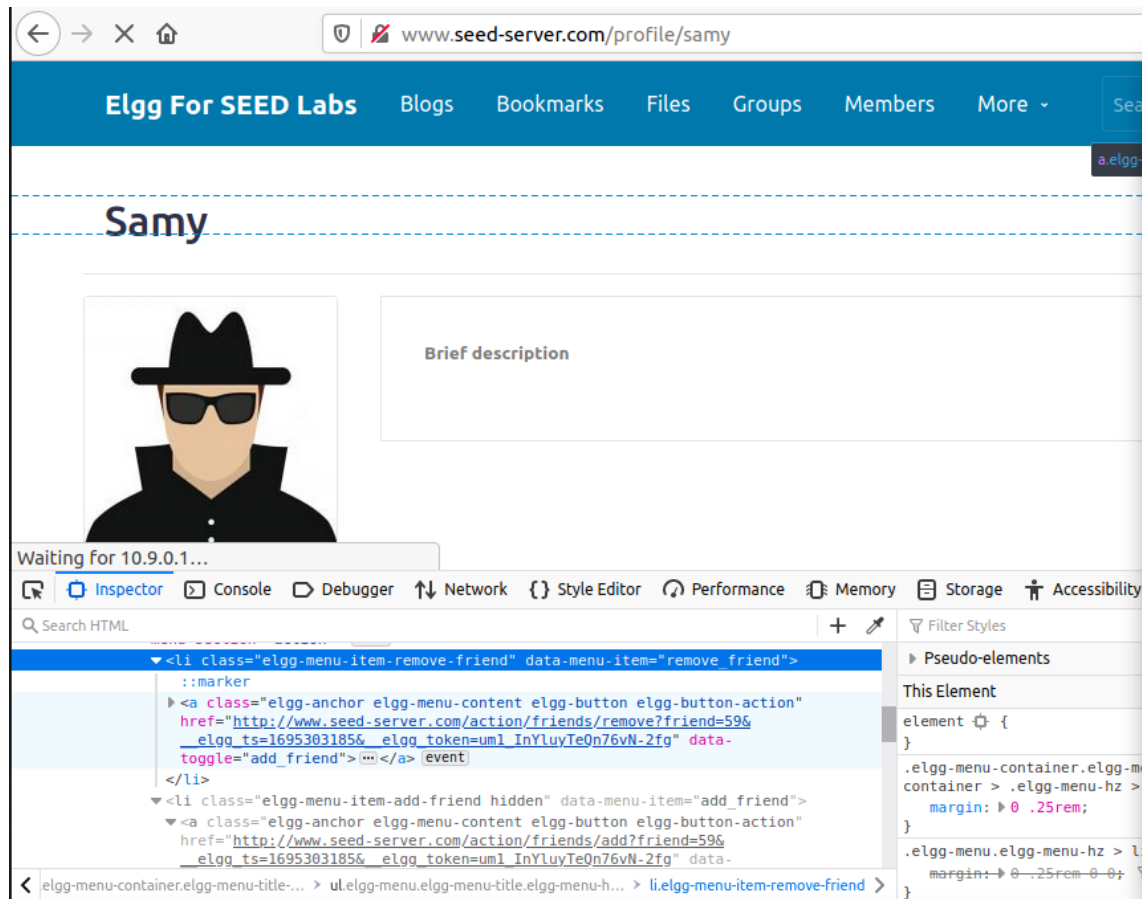 www.seed-server.com/profile/samy
Elgg For SEED Labs Blogs Bookmarks Files Groups Members More Sea
a.elgg-
Samy
Brief description
Waiting for 10.9.0.1...
Inspector Console Debugger Network {} Style Editor Performance Memory Storage Accessibility
Search HTML + Filter Styles
<li class="elgg-menu-item-remove-friend" data-menu-item="remove_friend">
::marker
<a class="elgg-anchor elgg-menu-content elgg-button elgg-button-action"
href="http://www.seed-server.com/action/friends/remove?friend=59&
__elgg_ts=1695303185&__elgg_token=um1_InYluyTeQn76vN-2fg" data-
toggle="add_friend"> ... </a> event
</li>
<li class="elgg-menu-item-add-friend hidden" data-menu-item="add_friend">
<a class="elgg-anchor elgg-menu-content elgg-button elgg-button-action"
href="http://www.seed-server.com/action/friends/add?friend=59&
__elgg_ts=1695303185&__elgg_token=um1_InYluyTeQn76vN-2fg" data-
elgg-menu-container.elgg-menu-title-... > ul.elgg-menu.elgg-menu-title.elgg-menu-h... > li.elgg-menu-item-remove-friend >
Pseudo-elements
This Element
element {
}
.elgg-menu-container.elgg-m
container > .elgg-menu-hz >
margin: 0 .25rem;
}
.elgg-menu.elgg-menu-hz > l
margin: 0 .25rem 0 0;
}